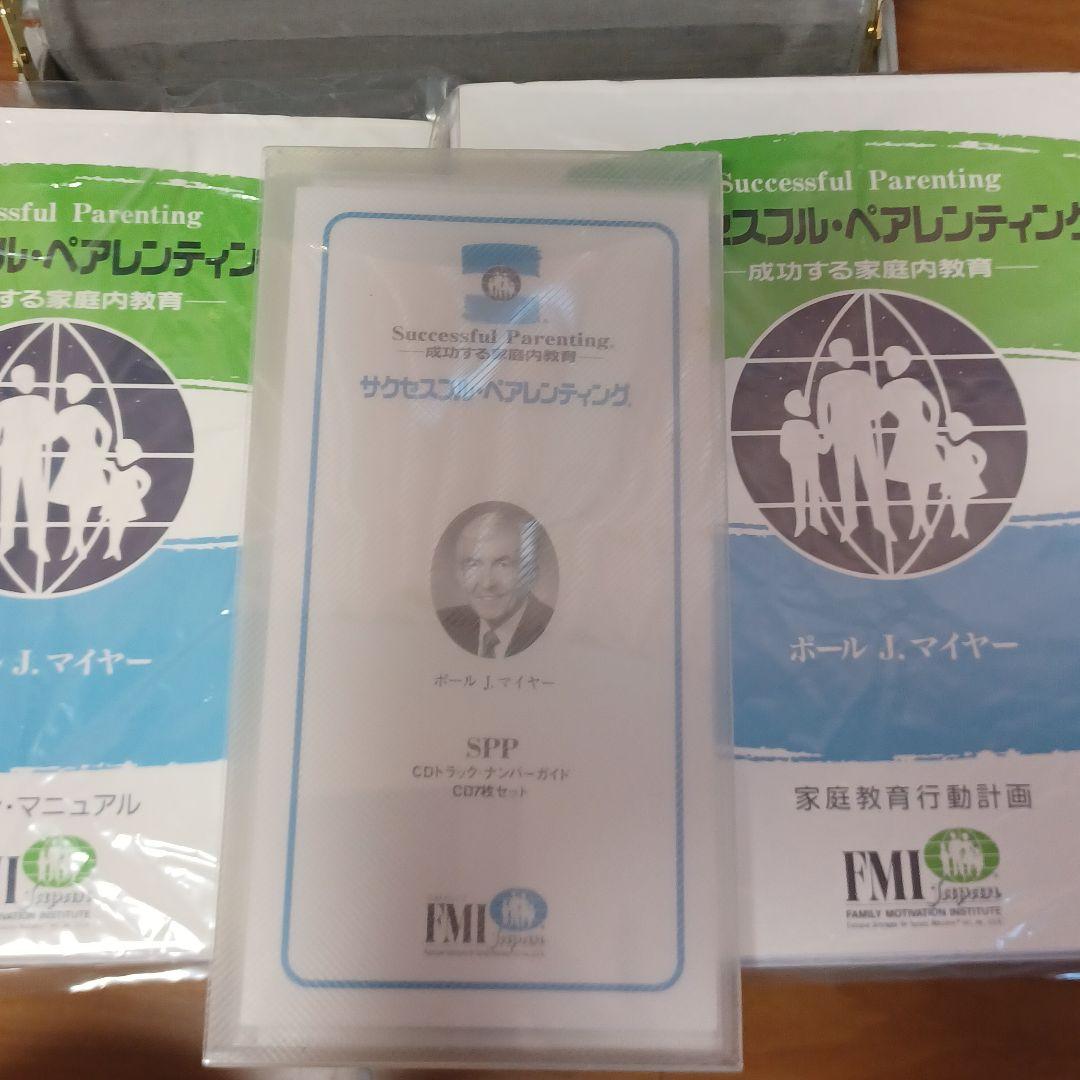 ssful Parenting
ル・ペアレンティン
する家庭内教育
J. マイヤー
・マニュアル
Japan
Successful Parenting®
成功する家庭内教育
サクセスフル・ペアレンティング®
ポール J. マイヤー
SPP
CDトラック・ナンバーガイド
CD7枚セット
FMI Japan
Successful Parenting
セスフル・ペアレンティング
成功する家庭内教育
ポール J. マイヤー
家庭教育行動計画
FMI Japan
FAMILY MOTIVATION INSTITUTE